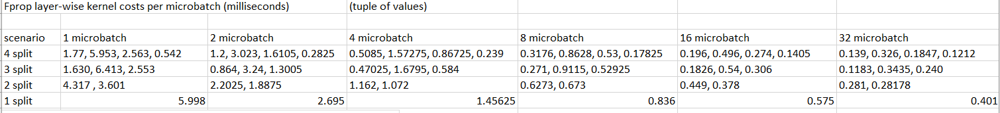 Fprop layer-wise kernel costs per microbatch (milliseconds) (tuple of values)
scenario 1 microbatch 2 microbatch 4 microbatch 8 microbatch 16 microbatch 32 microbatch
4 split 1.77, 5.953, 2.563, 0.542 1.2, 3.023, 1.6105, 0.2825 0.5085, 1.57275, 0.86725, 0.239 0.3176, 0.8628, 0.53, 0.17825 0.196, 0.496, 0.274, 0.1405 0.139, 0.326, 0.1847, 0.1212
3 split 1.630, 6.413, 2.553 0.864, 3.24, 1.3005 0.47025, 1.6795, 0.584 0.271, 0.9115, 0.52925 0.1826, 0.54, 0.306 0.1183, 0.3435, 0.240
2 split 4.317 , 3.601 2.2025, 1.8875 1.162, 1.072 0.6273, 0.673 0.449, 0.378 0.281, 0.28178
1 split 5.998 2.695 1.45625 0.836 0.575 0.401